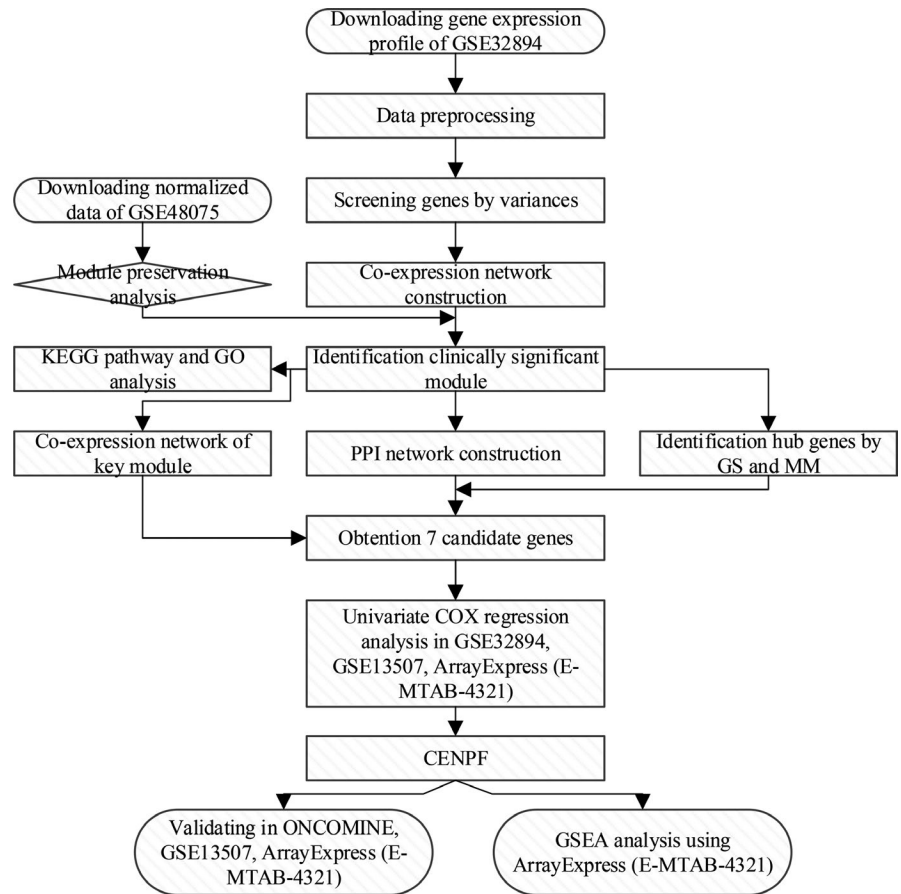 Downloading gene expression
profile of GSE32894
Data preprocessing
Downloading normalized
data of GSE48075
Screening genes by variances
Module preservation
analysis
Co-expression network
construction
KEGG pathway and GO
analysis
Identification clinically significant
module
Co-expression network of
key module
PPI network construction
Identification hub genes by
GS and MM
Obtention 7 candidate genes
Univariate COX regression
analysis in GSE32894,
GSE13507, ArrayExpress (E-
MTAB-4321)
CENPF
Validating in ONCOMINE,
GSE13507, ArrayExpress (E-
MTAB-4321)
GSEA analysis using
ArrayExpress (E-MTAB-4321)